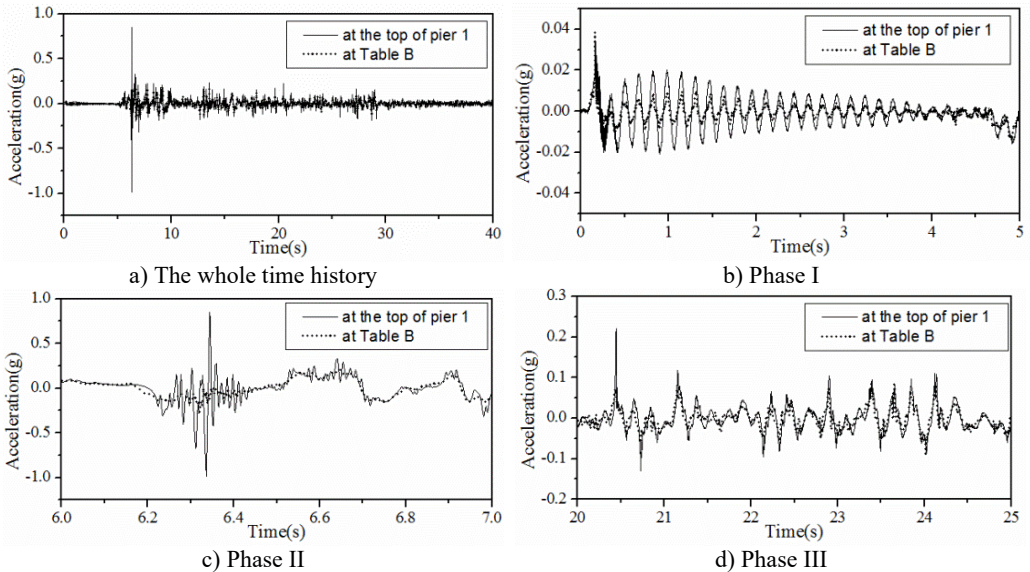 1.0
0.5
0.0
-0.5
-1.0
Acceleration(g)
at the top of pier 1
at Table B
0
10
20
30
40
Time(s)
a) The whole time history
0.04
0.02
0.00
-0.02
-0.04
Acceleration(g)
at the top of pier 1
at Table B
0
1
2
3
4
5
Time(s)
b) Phase I
1.0
0.5
0.0
-0.5
-1.0
Acceleration(g)
at the top of pier 1
at Table B
6.0
6.2
6.4
6.6
6.8
7.0
Time(s)
c) Phase II
0.3
0.2
0.1
0.0
-0.1
-0.2
Acceleration(g)
at the top of pier 1
at Table B
20
21
22
23
24
25
Time(s)
d) Phase III